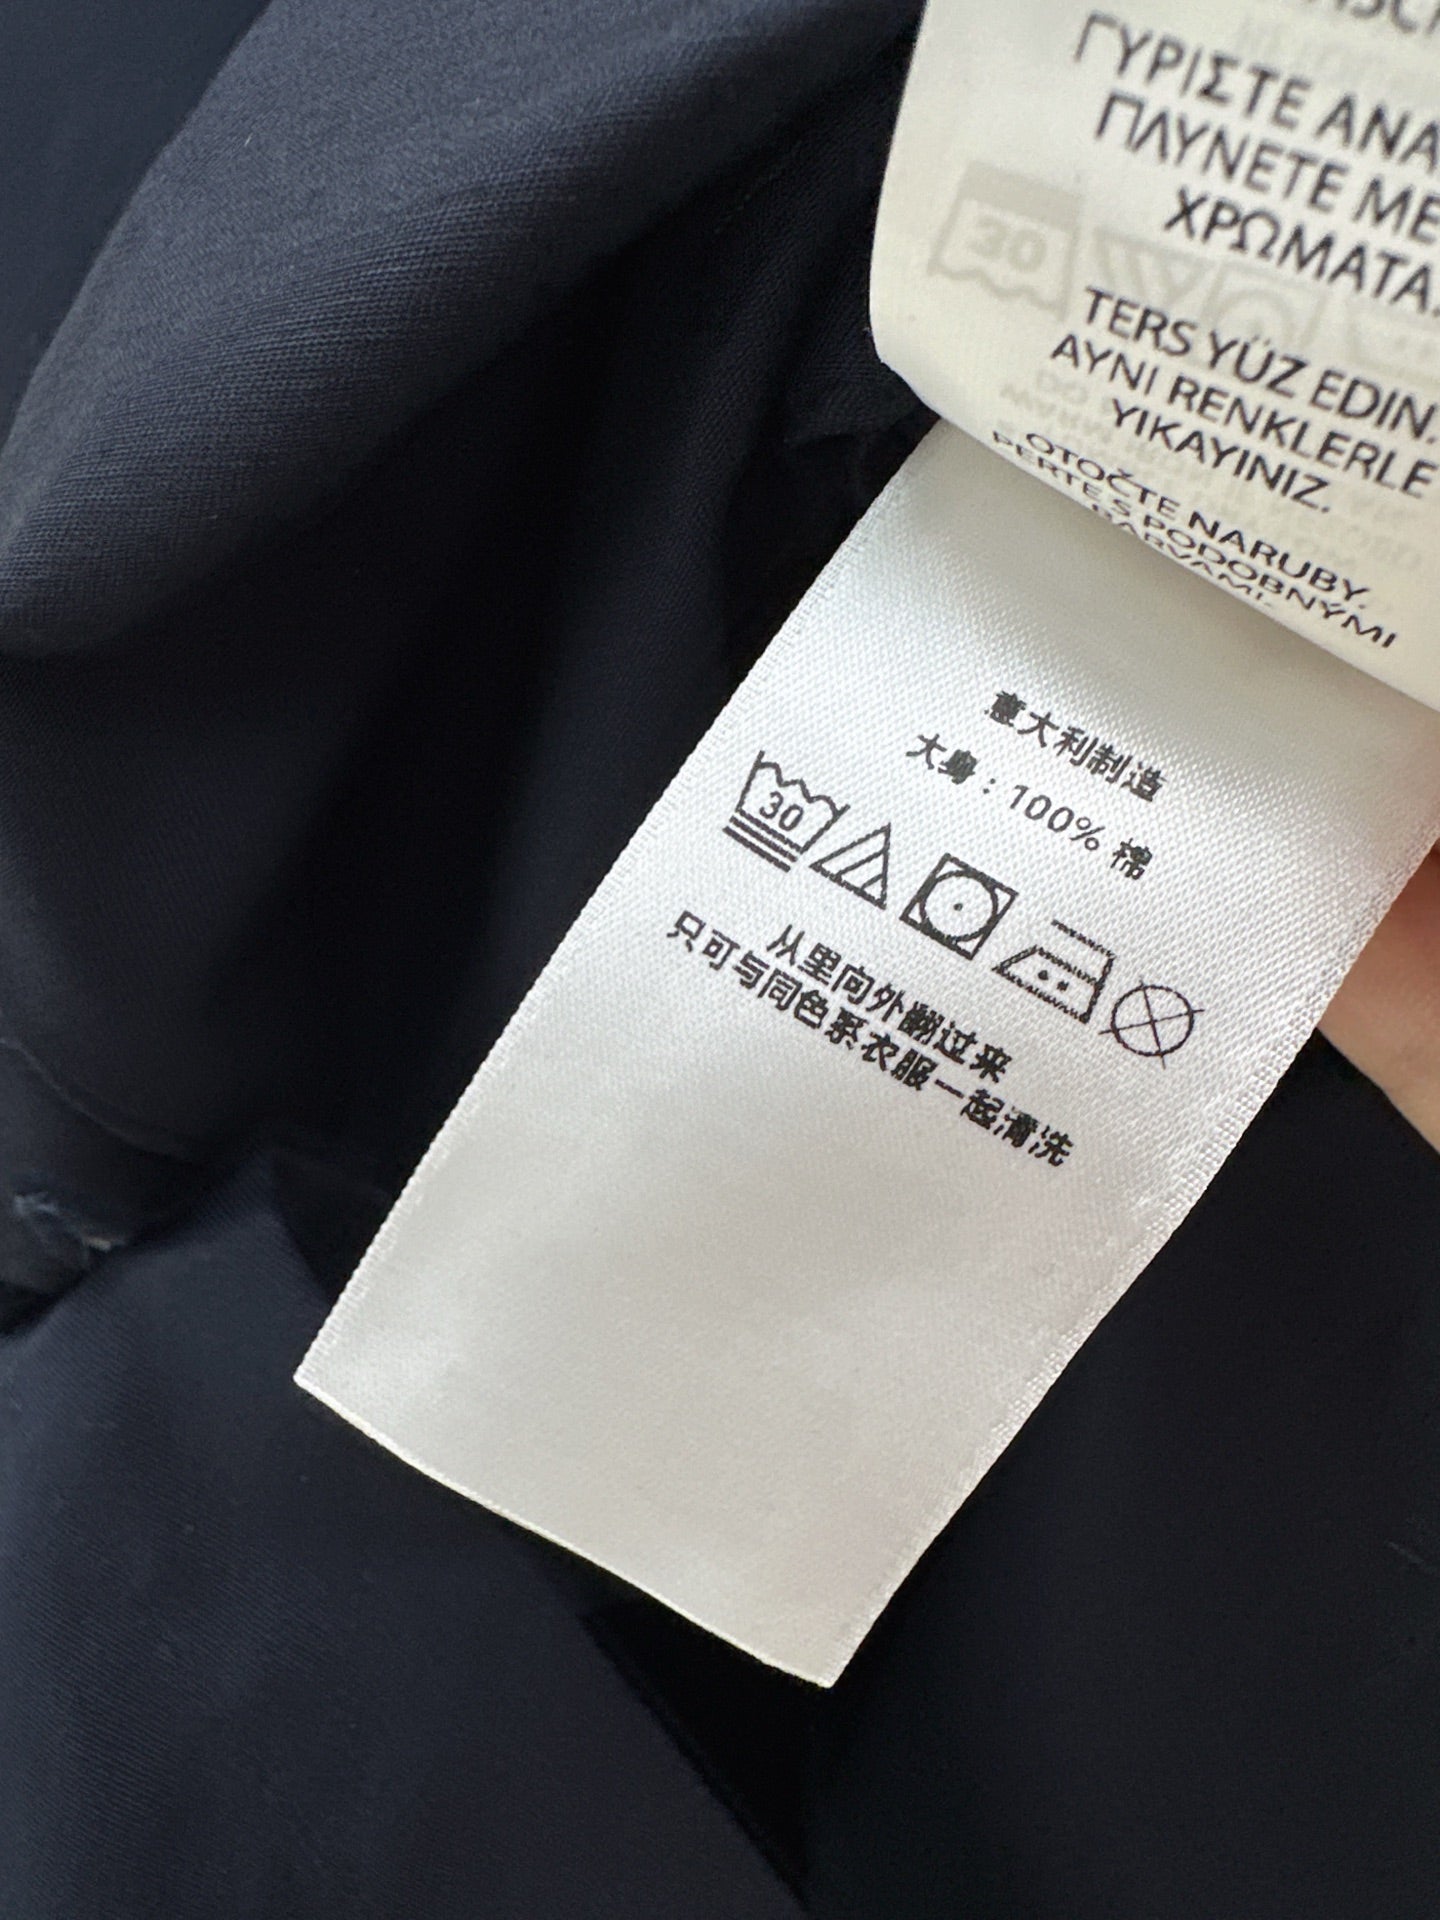 ΓΥΡΙΣΤΕ ΑΝΑ
ΠΛΥΝΕΤΕ ΜΕ
ΧΡΩΜΑΤΑ.
TERS YÜZ EDIN.
AYNI RENKLERLE
YIKAYINIZ.
OTOČTE NARUBY.
PERTE S PODOBNÝMI
BARVAMI.
意大利制造
大身：100% 棉
30
从里向外翻过来
只可与同色系衣服一起清洗